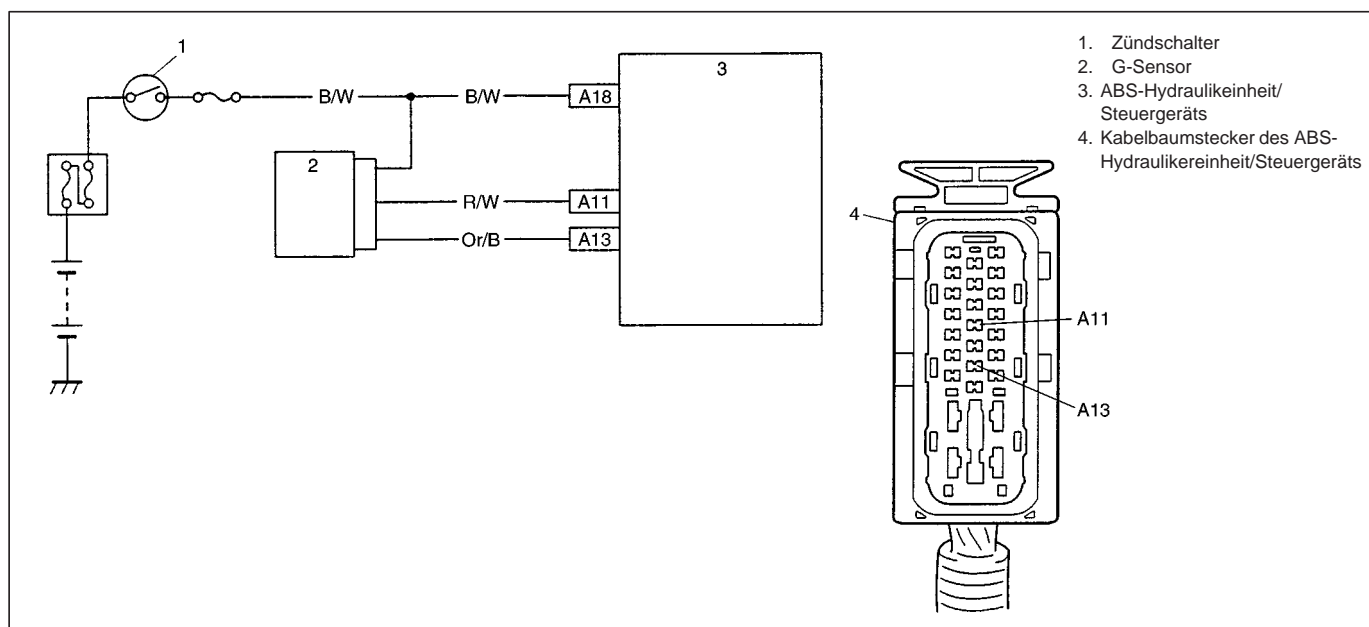 1
B/W
B/W
A18
3
2
R/W
A11
Or/B
A13
1. Zündschalter
2. G-Sensor
3. ABS-Hydraulikeinheit/
Steuergeräts
4. Kabelbaumstecker des ABS-
Hydraulikereinheit/Steuergeräts
4
A11
A13